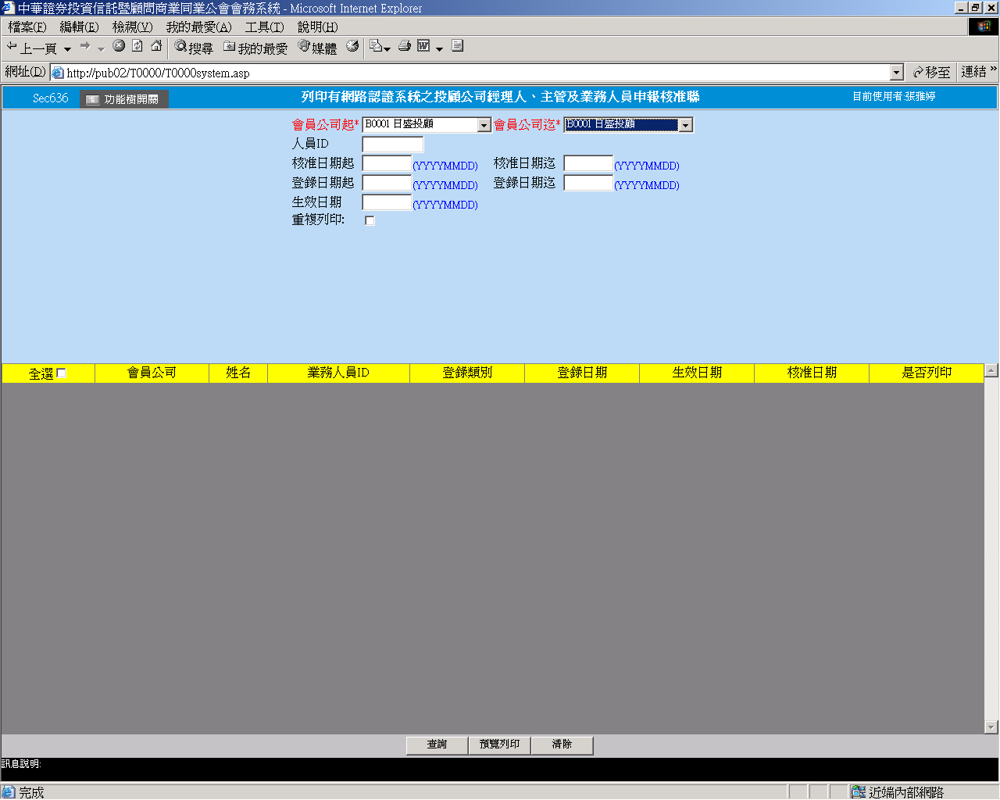 中華證券投資信託暨顧問商業同業公會會務系統 - Microsoft Internet Explorer
檔案(F) 編輯(E) 檢視(V) 我的最愛(A) 工具(T) 說明(H)
上一頁 搜尋 我的最愛 媒體
網址(D) http://pub02/T0000/T0000system.asp 移至 連結 »
Sec636 功能樹開關 列印有網路認證系統之投顧公司經理人、主管及業務人員申報核准聯 目前使用者:張雅婷
會員公司起* B0001 日盛投顧 會員公司迄* B0001 日盛投顧
人員ID
核准日期起 (YYYYMMDD) 核准日期迄 (YYYYMMDD)
登錄日期起 (YYYYMMDD) 登錄日期迄 (YYYYMMDD)
生效日期 (YYYYMMDD)
重複列印:
全選 會員公司 姓名 業務人員ID 登錄類別 登錄日期 生效日期 核准日期 是否列印
查詢 預覽列印 清除
訊息說明:
完成 近端內部網路